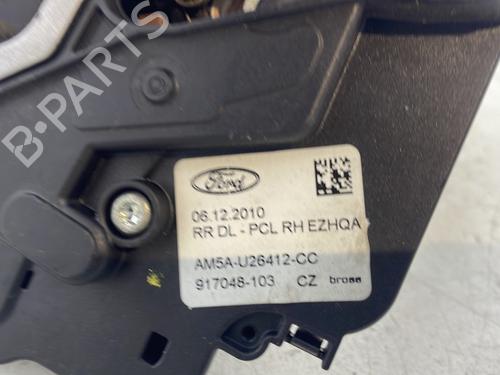 Ford
06.12.2010
RR DL - PCL RH EZHQA
AM5A-U26412-CC
917048-103 CZ brose
B-Parts